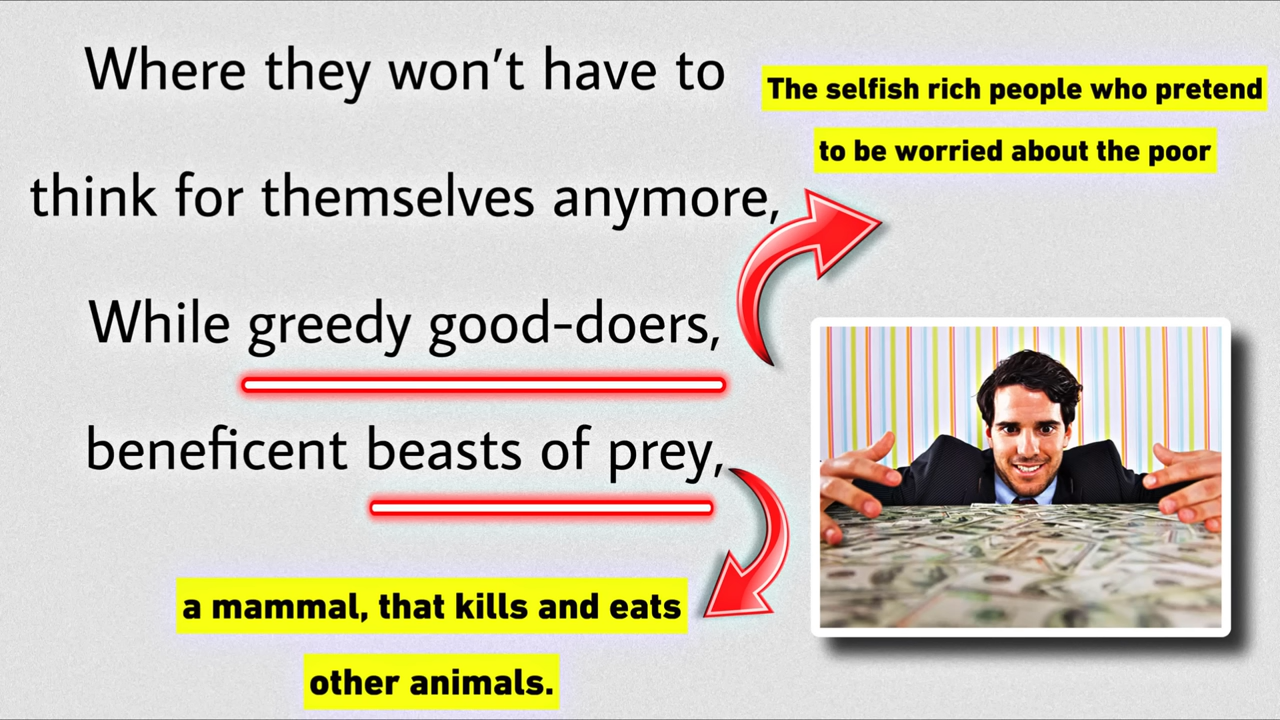 Where they won't have to
think for themselves anymore,
While greedy good-doers,
beneficent beasts of prey,
The selfish rich people who pretend
to be worried about the poor
a mammal, that kills and eats
other animals.